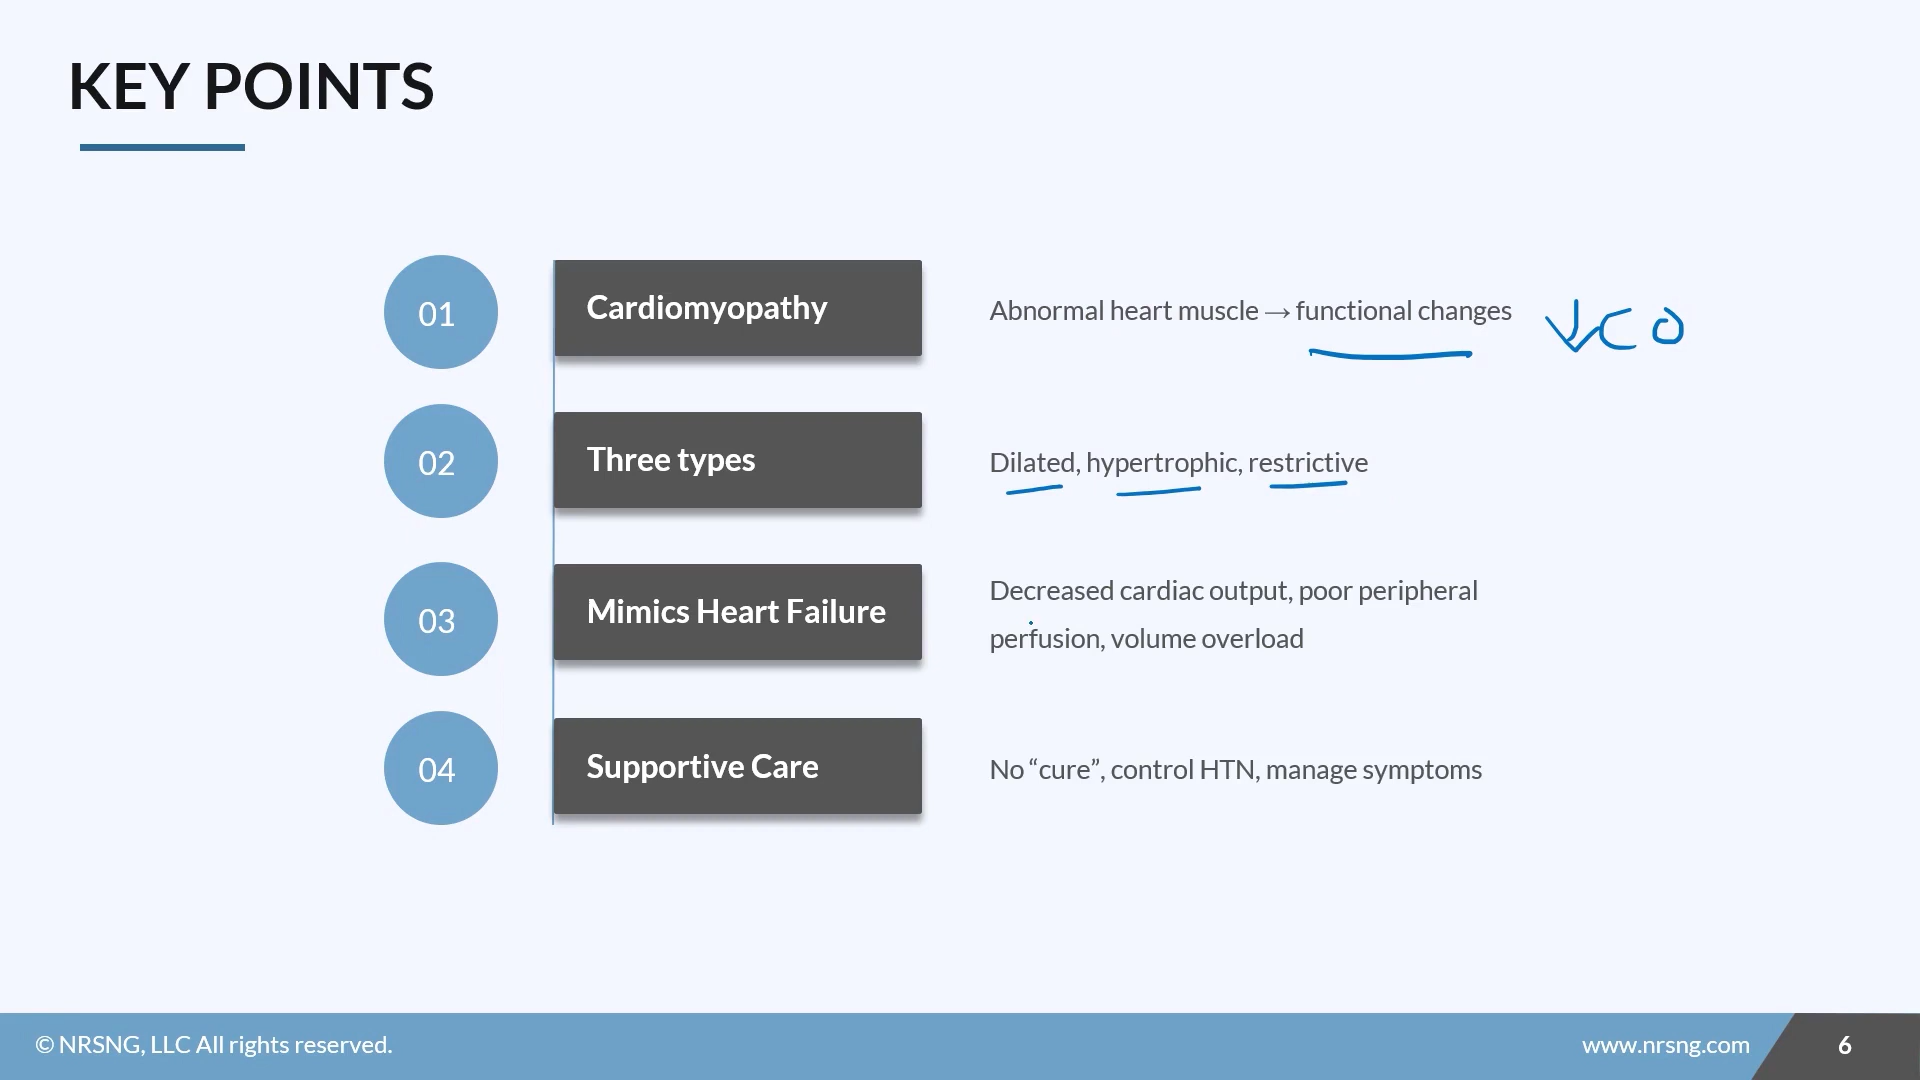 KEY POINTS
01
Cardiomyopathy
Abnormal heart muscle → functional changes
↓CO
02
Three types
Dilated, hypertrophic, restrictive
03
Mimics Heart Failure
Decreased cardiac output, poor peripheral
perfusion, volume overload
04
Supportive Care
No “cure”, control HTN, manage symptoms
© NRSNG, LLC All rights reserved.
www.nrsng.com
6